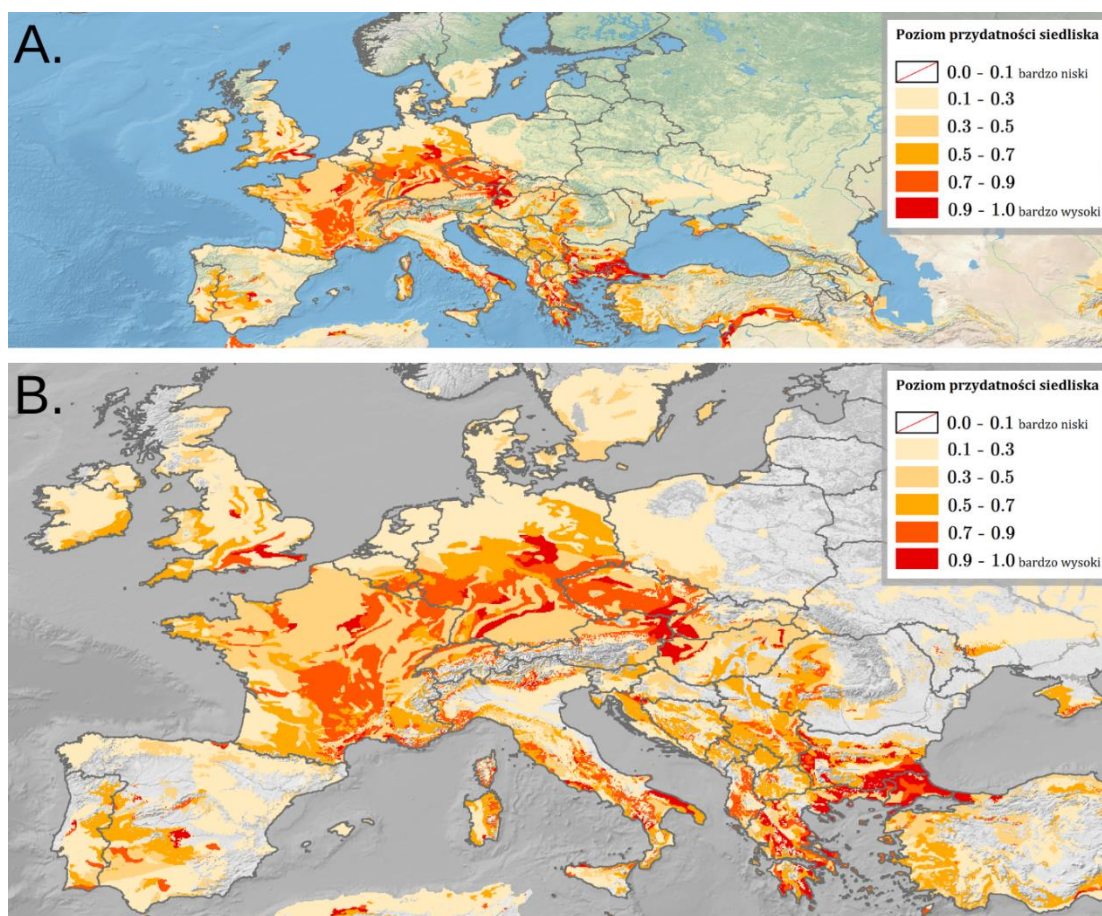 A.
Poziom przydatności siedliska
0.0 - 0.1 bardzo niski
0.1 - 0.3
0.3 - 0.5
0.5 - 0.7
0.7 - 0.9
0.9 - 1.0 bardzo wysoki
B.
Poziom przydatności siedliska
0.0 - 0.1 bardzo niski
0.1 - 0.3
0.3 - 0.5
0.5 - 0.7
0.7 - 0.9
0.9 - 1.0 bardzo wysoki